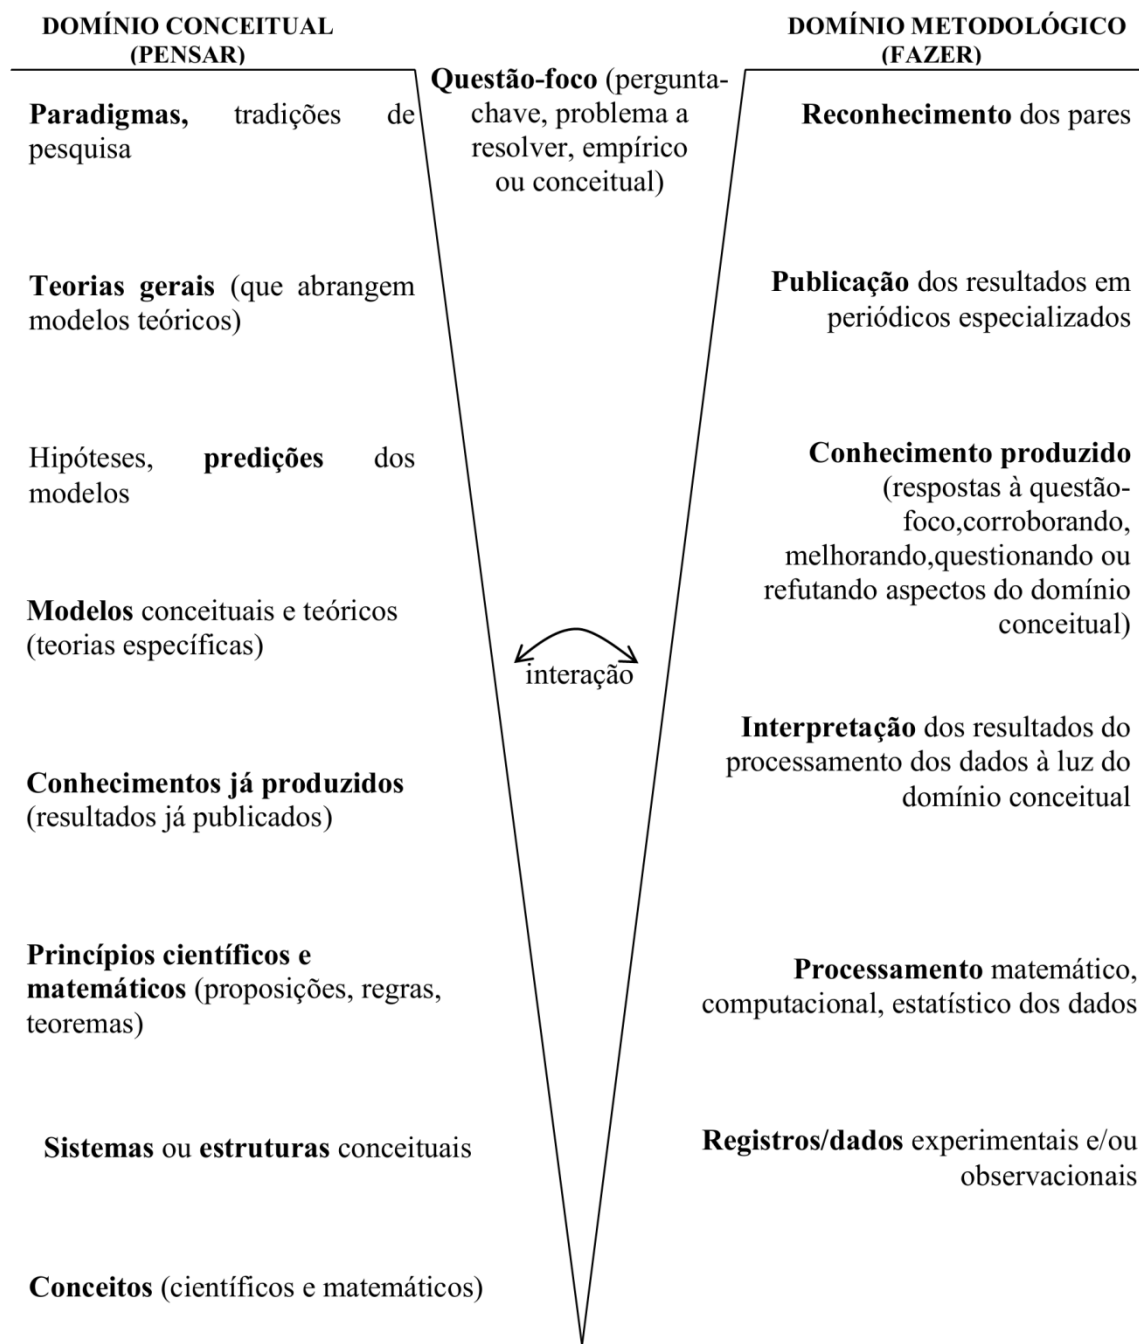 DOMÍNIO CONCEITUAL
(PENSAR)
Paradigmas, tradições de
pesquisa
Teorias gerais (que abrangem
modelos teóricos)
Hipóteses, predições dos
modelos
Modelos conceituais e teóricos
(teorias específicas)
Conhecimentos já produzidos
(resultados já publicados)
Princípios científicos e
matemáticos (proposições, regras,
teoremas)
Sistemas ou estruturas conceituais
Conceitos (científicos e matemáticos)
Questão-foco (pergunta-
chave, problema a
resolver, empírico
ou conceitual)
interação
DOMÍNIO METODOLÓGICO
(FAZER)
Reconhecimento dos pares
Publicação dos resultados em
periódicos especializados
Conhecimento produzido
(respostas à questão-
foco,corroborando,
melhorando,questionando ou
refutando aspectos do domínio
conceitual)
Interpretação dos resultados do
processamento dos dados à luz do
domínio conceitual
Processamento matemático,
computacional, estatístico dos dados
Registros/dados experimentais e/ou
observacionais